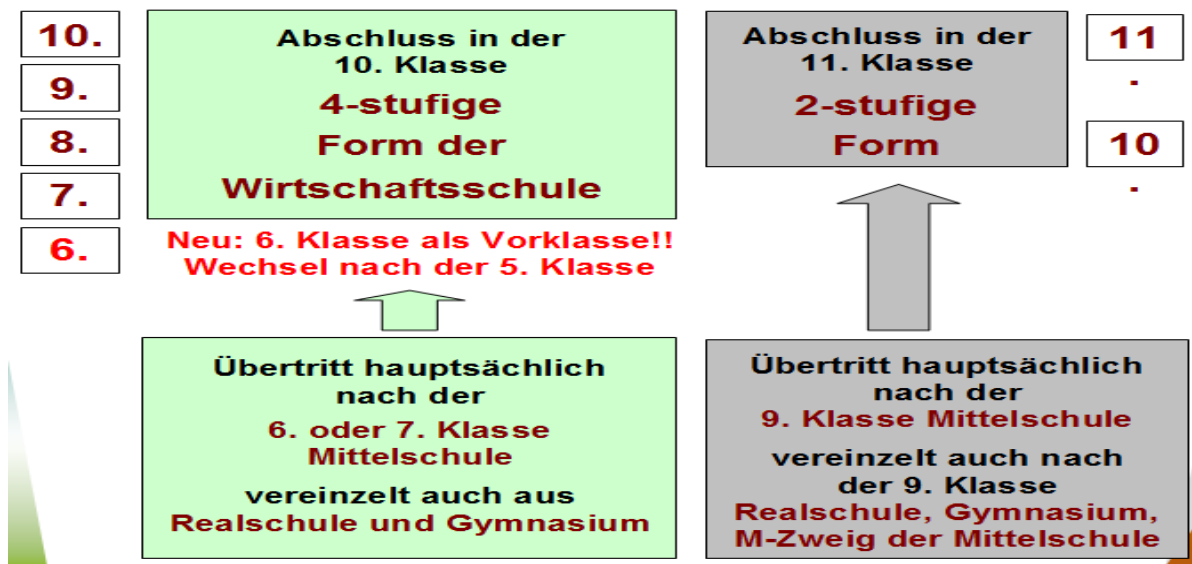 10.
9.
8.
7.
6.
Abschluss in der
10. Klasse
4-stufige
Form der
Wirtschaftsschule
Neu: 6. Klasse als Vorklasse!!
Wechsel nach der 5. Klasse
Übertritt hauptsächlich
nach der
6. oder 7. Klasse
Mittelschule
vereinzelt auch aus
Realschule und Gymnasium
Abschluss in der
11. Klasse
2-stufige
Form
11
.
10
.
Übertritt hauptsächlich
nach der
9. Klasse Mittelschule
vereinzelt auch nach
der 9. Klasse
Realschule, Gymnasium,
M-Zweig der Mittelschule